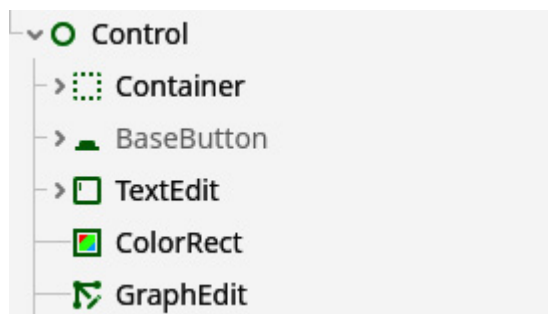 Control
Container
BaseButton
TextEdit
ColorRect
GraphEdit